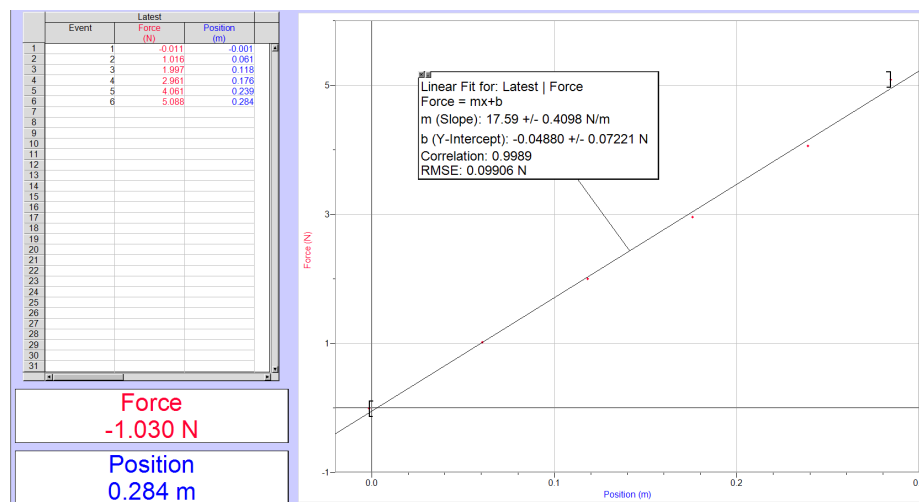 Latest
Event Force Position
(N) (m)
1 1 -0.011 -0.001
2 2 1.016 0.061
3 3 1.997 0.118
4 4 2.961 0.176
5 5 4.061 0.239
6 6 5.088 0.284
7
8
9
10
11
12
13
14
15
16
17
18
19
20
21
22
23
24
25
26
27
28
29
30
31
Force
-1.030 N
Position
0.284 m
Linear Fit for: Latest | Force
Force = mx+b
m (Slope): 17.59 +/- 0.4098 N/m
b (Y-Intercept): -0.04880 +/- 0.07221 N
Correlation: 0.9989
RMSE: 0.09906 N
5
3
Force (N)
1
-1
0.0 0.1 0.2
Position (m)